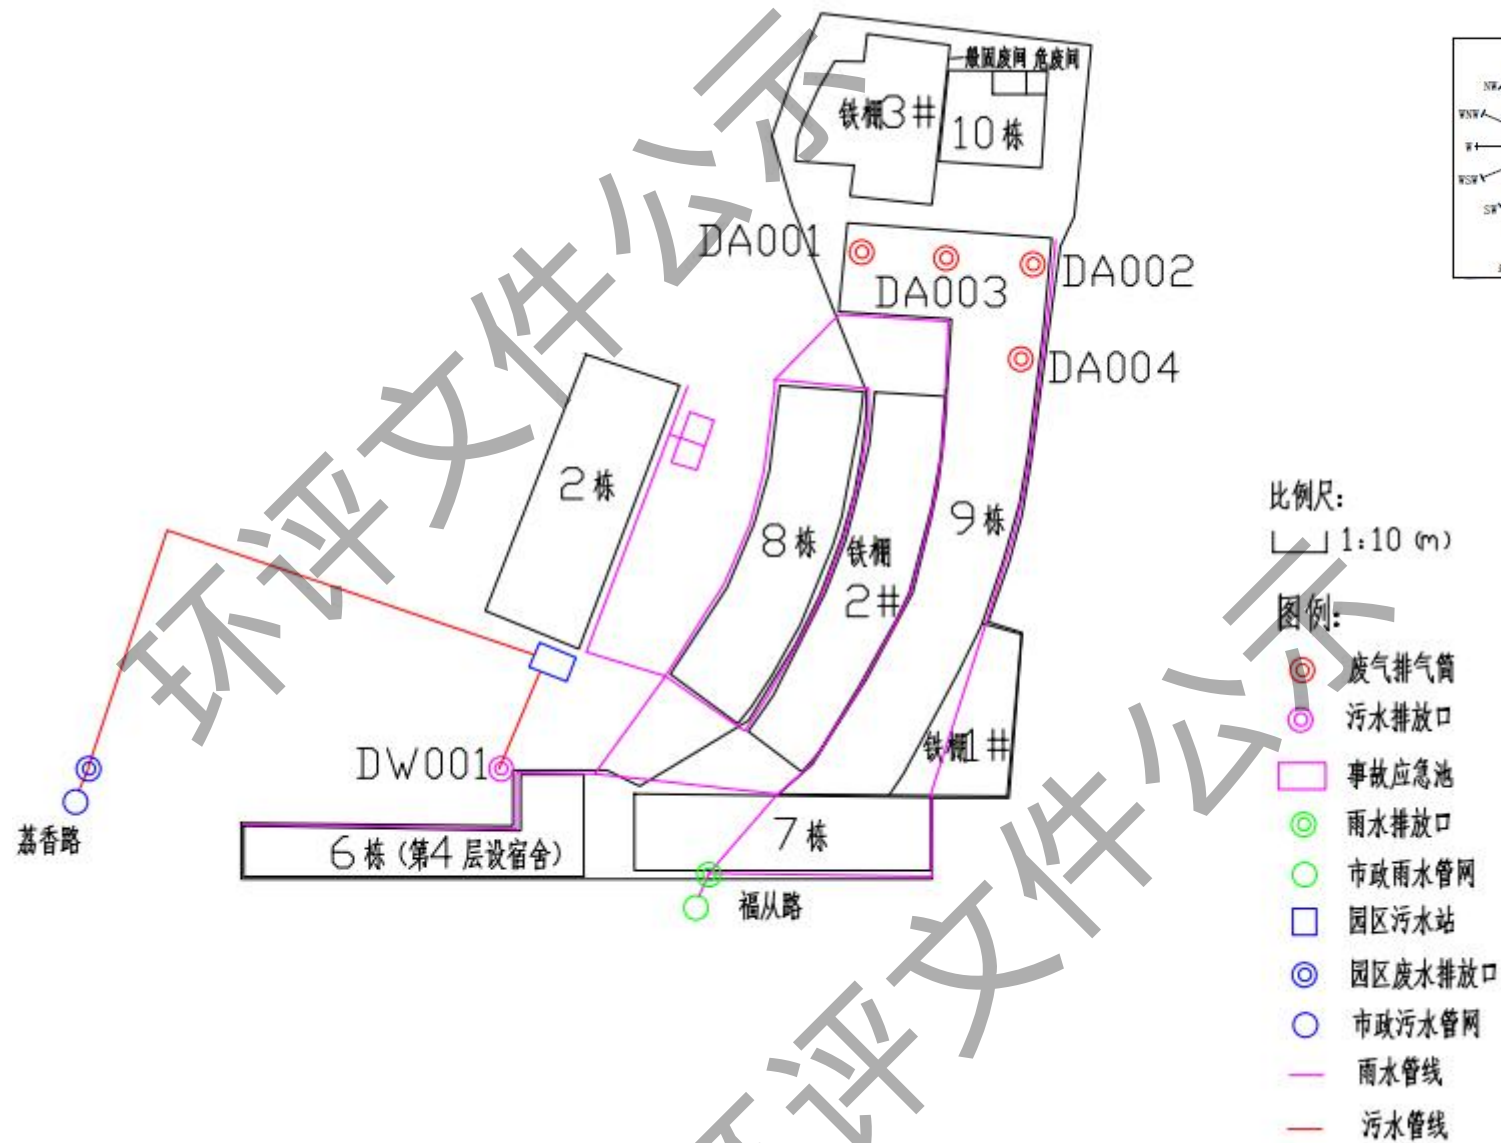 一般固废间 危废间
铁棚3#
10栋
DA001
DA003
DA002
DA004
2栋
8栋
铁棚
2#
9栋
铁棚1#
DW001
6栋（第4层设宿舍）
7栋
荔香路
福从路
NW
WNW
W
WSW
SW
比例尺：
1:10 (m)
图例：
废气排气筒
污水排放口
事故应急池
雨水排放口
市政雨水管网
园区污水站
园区废水排放口
市政污水管网
雨水管线
污水管线
环评文件公示
环评文件公示